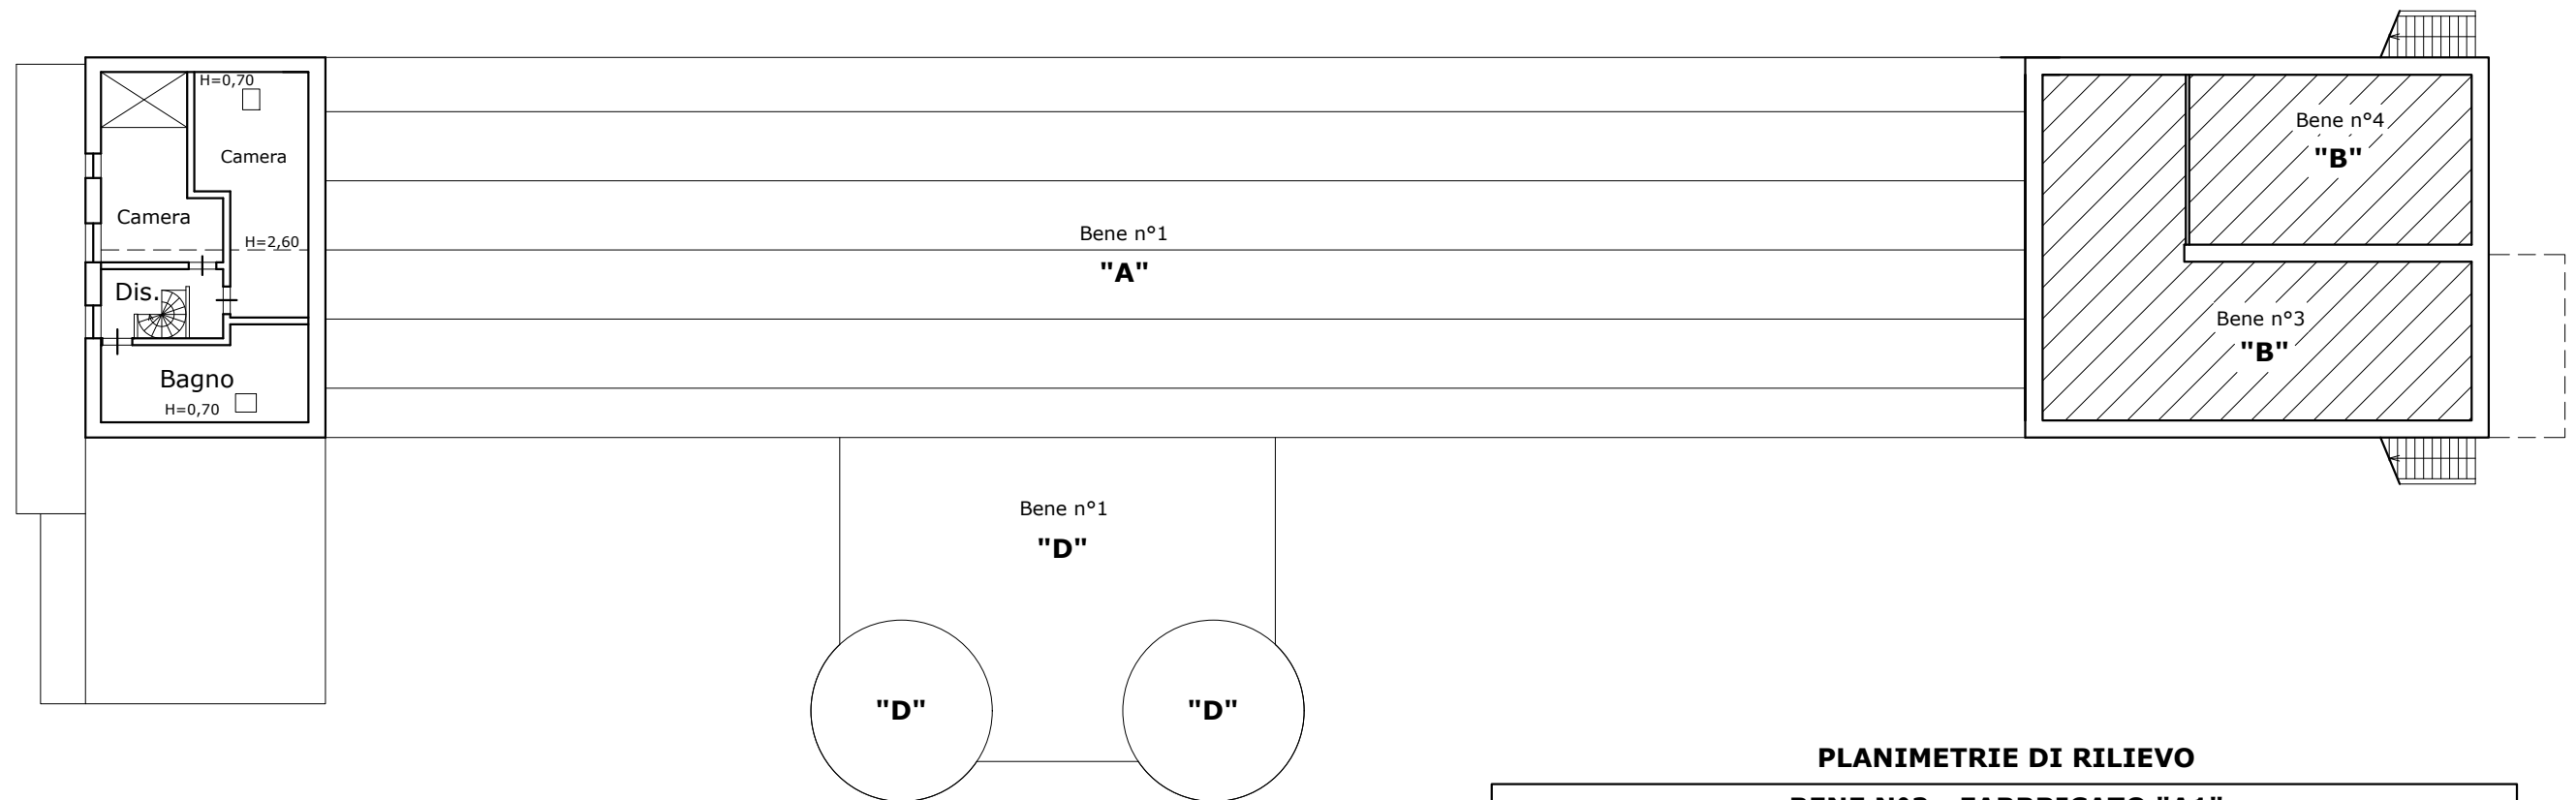 H=0,70
Camera
Camera
H=2,60
Dis.
Bagno
H=0,70
Bene n°1
"A"
Bene n°4
"B"
Bene n°3
"B"
Bene n°1
"D"
"D"
"D"
PLANIMETRIE DI RILIEVO